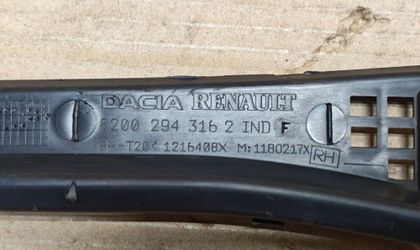 DACIA RENAULT
8200 294 316 2 IND F
PP-T20< 1216408X M:1180217X RH